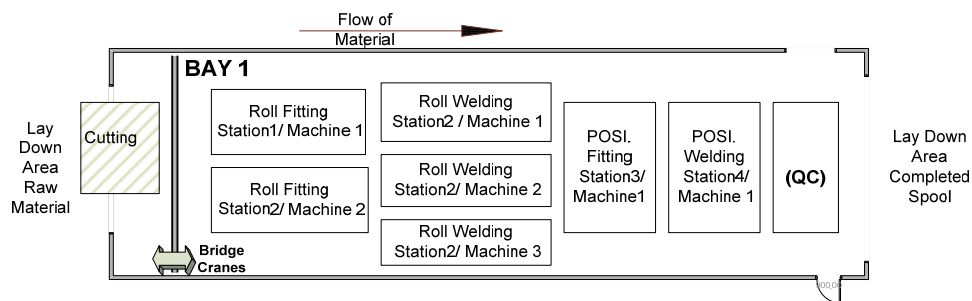 Flow of
Material
BAY 1
Lay
Down
Area
Raw
Material
Cutting
Roll Fitting
Station1/ Machine 1
Roll Fitting
Station2/ Machine 2
Roll Welding
Station2 / Machine 1
Roll Welding
Station2/ Machine 2
Roll Welding
Station2/ Machine 3
POSI.
Fitting
Station3/
Machine1
POSI.
Welding
Station4/
Machine 1
(QC)
Lay Down
Area
Completed
Spool
Bridge
Cranes